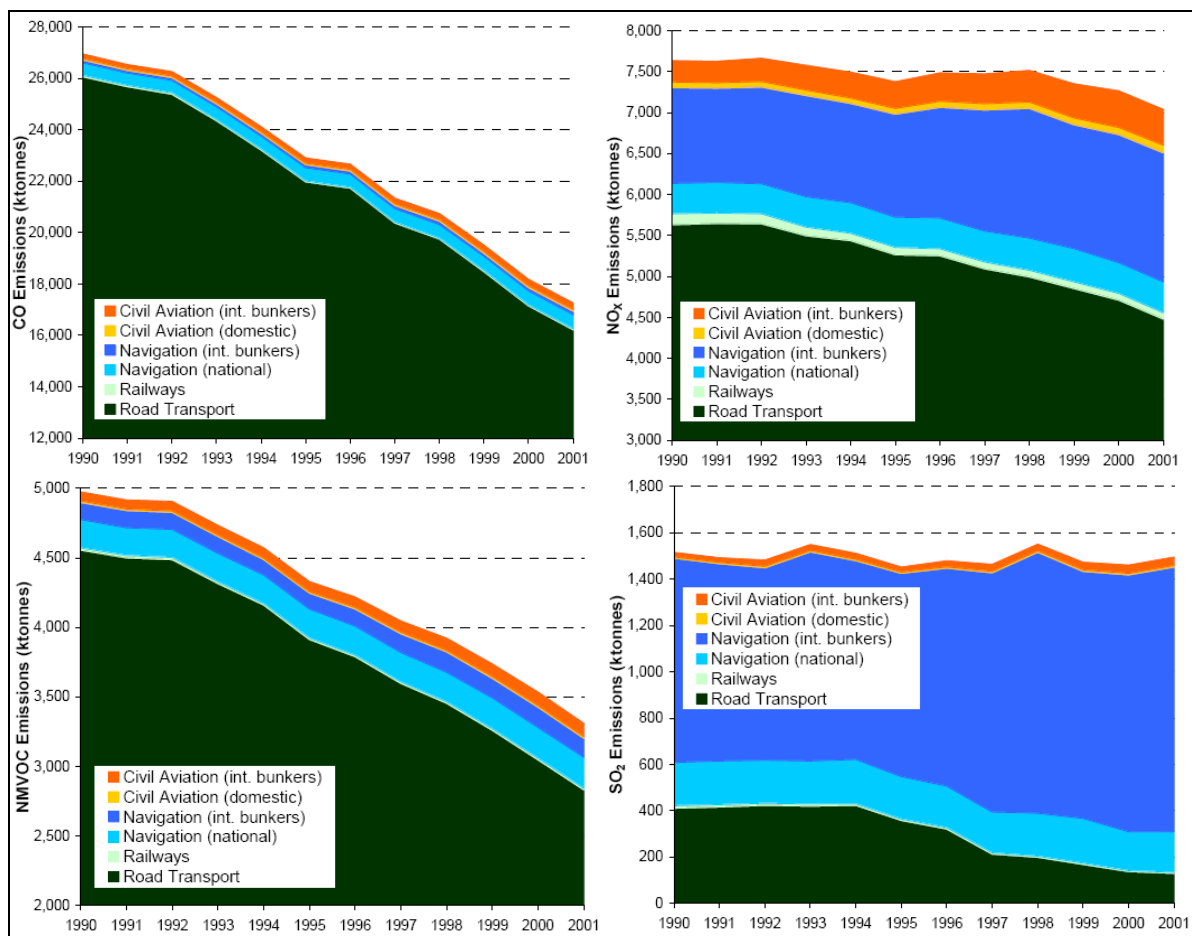 28,000
26,000
24,000
22,000
20,000
18,000
16,000
14,000
12,000
CO Emissions (ktonnes)
Civil Aviation (int. bunkers)
Civil Aviation (domestic)
Navigation (int. bunkers)
Navigation (national)
Railways
Road Transport
1990 1991 1992 1993 1994 1995 1996 1997 1998 1999 2000 2001
8,000
7,500
7,000
6,500
6,000
5,500
5,000
4,500
4,000
3,500
3,000
NOX Emissions (ktonnes)
Civil Aviation (int. bunkers)
Civil Aviation (domestic)
Navigation (int. bunkers)
Navigation (national)
Railways
Road Transport
1990 1991 1992 1993 1994 1995 1996 1997 1998 1999 2000 2001
5,000
4,500
4,000
3,500
3,000
2,500
2,000
NMVOC Emissions (ktonnes)
Civil Aviation (int. bunkers)
Civil Aviation (domestic)
Navigation (int. bunkers)
Navigation (national)
Railways
Road Transport
1990 1991 1992 1993 1994 1995 1996 1997 1998 1999 2000 2001
1,800
1,600
1,400
1,200
1,000
800
600
400
200
0
SO2 Emissions (ktonnes)
Civil Aviation (int. bunkers)
Civil Aviation (domestic)
Navigation (int. bunkers)
Navigation (national)
Railways
Road Transport
1990 1991 1992 1993 1994 1995 1996 1997 1998 1999 2000 2001